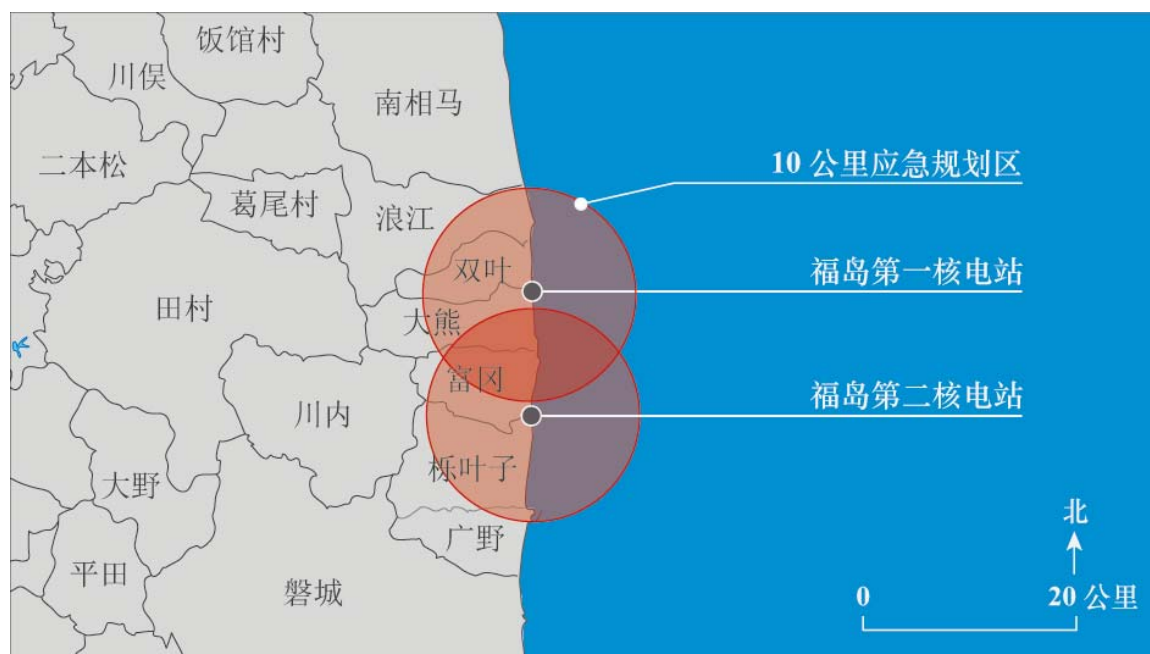 饭馆村
川俣
南相马
二本松
10 公里应急规划区
葛尾村
浪江
双叶
福岛第一核电站
田村
大熊
富冈
福岛第二核电站
川内
栎叶子
大野
广野
北
平田
磐城
0
20 公里